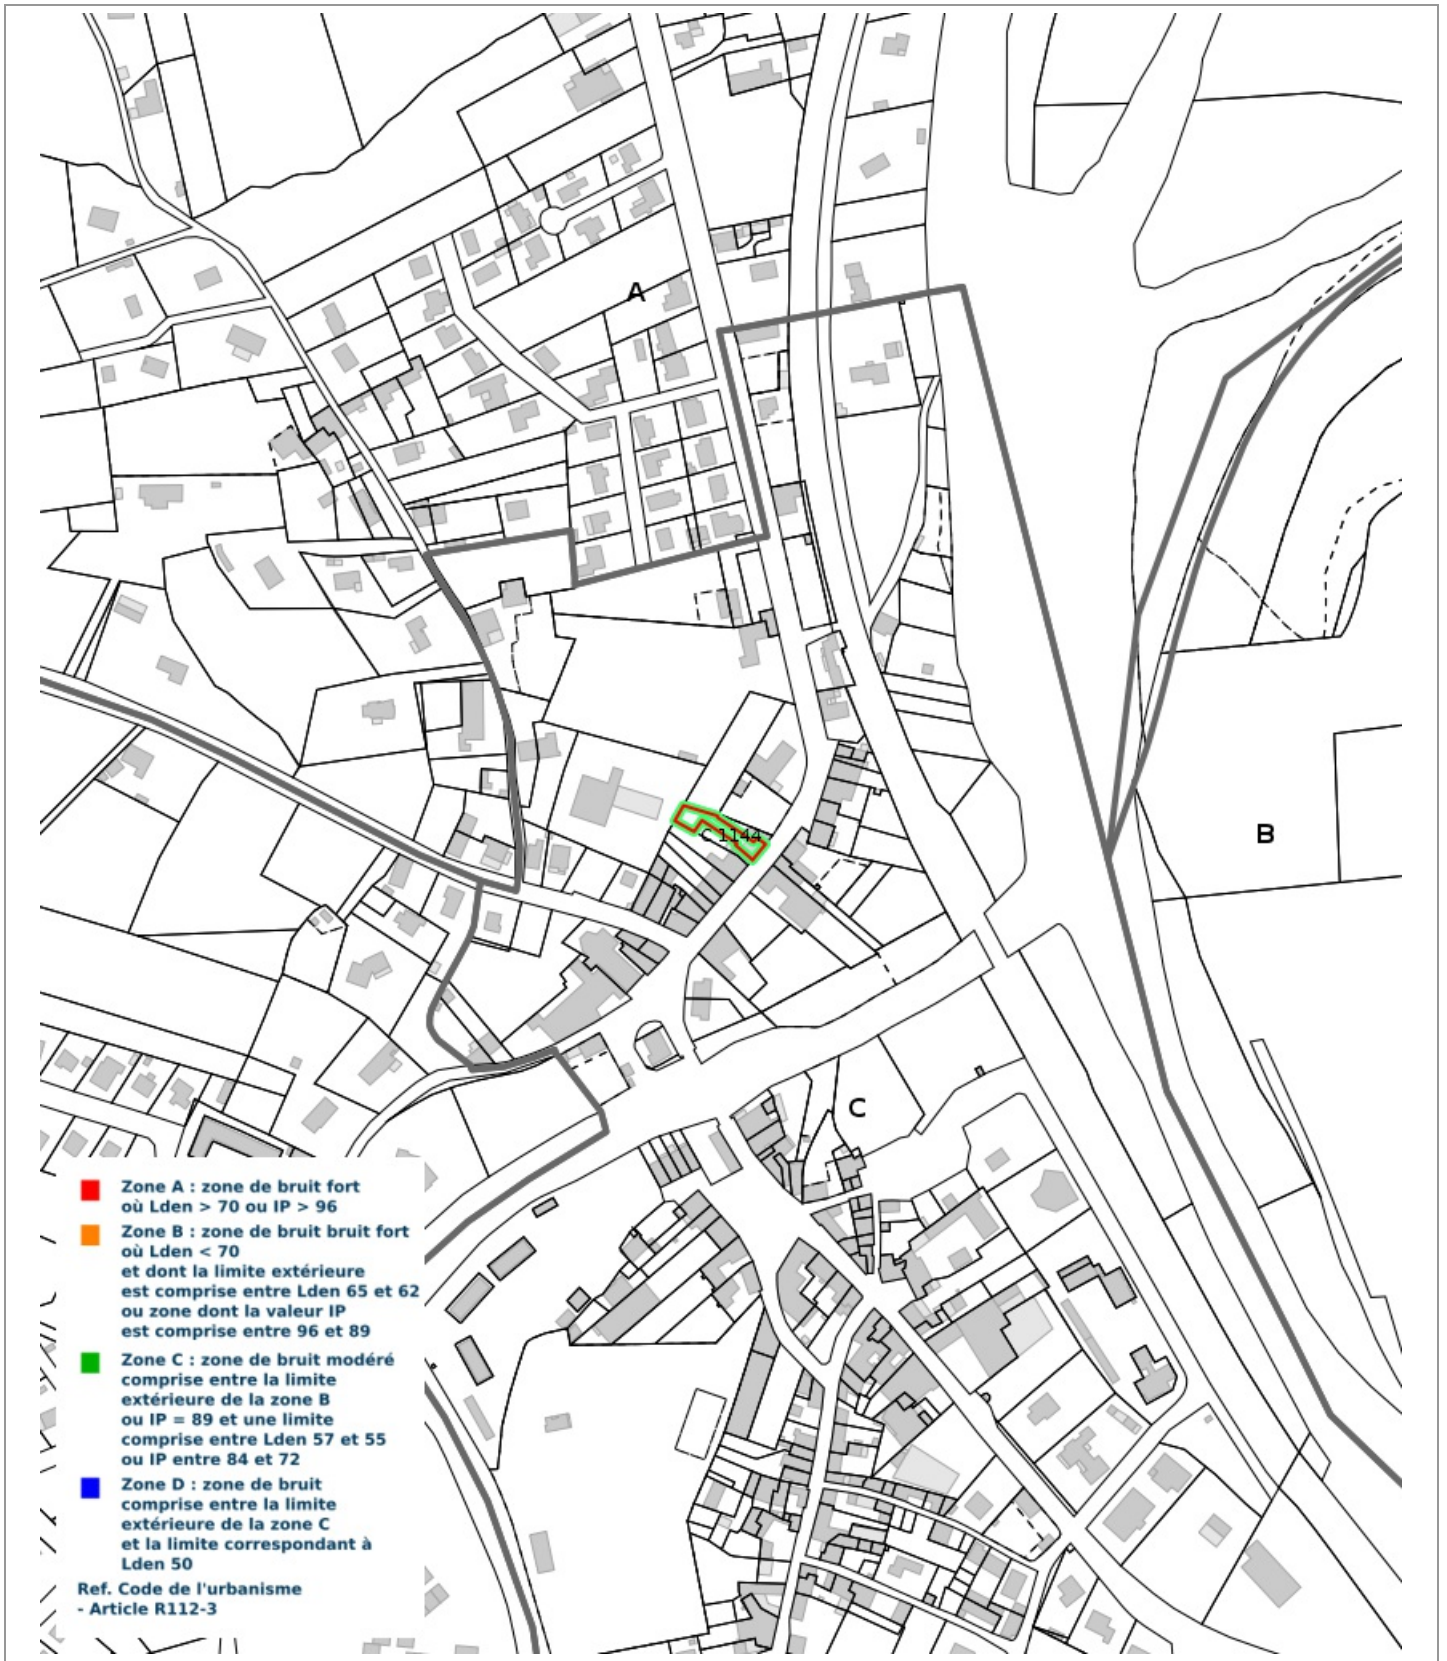 A
C 1144
B
C
Zone A : zone de bruit fort
où Lden > 70 ou IP > 96
Zone B : zone de bruit bruit fort
où Lden < 70
et dont la limite extérieure
est comprise entre Lden 65 et 62
ou zone dont la valeur IP
est comprise entre 96 et 89
Zone C : zone de bruit modéré
comprise entre la limite
extérieure de la zone B
ou IP = 89 et une limite
comprise entre Lden 57 et 55
ou IP entre 84 et 72
Zone D : zone de bruit
comprise entre la limite
extérieure de la zone C
et la limite correspondant à
Lden 50
Ref. Code de l'urbanisme
- Article R112-3